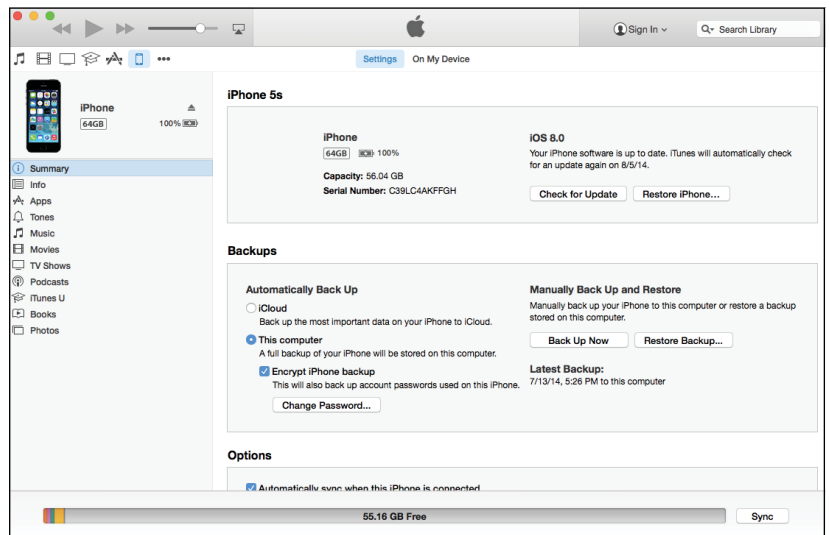 Sign In
Search Library
Settings On My Device
iPhone
64GB 100%
Summary
Info
Apps
Tones
Music
Movies
TV Shows
Podcasts
iTunes U
Books
Photos
iPhone 5s
iPhone
64GB 100%
Capacity: 56.04 GB
Serial Number: C39LC4AKFFGH
iOS 8.0
Your iPhone software is up to date. iTunes will automatically check
for an update again on 8/5/14.
Check for Update Restore iPhone...
Backups
Automatically Back Up
iCloud
Back up the most important data on your iPhone to iCloud.
This computer
A full backup of your iPhone will be stored on this computer.
Encrypt iPhone backup
This will also back up account passwords used on this iPhone.
Change Password...
Manually Back Up and Restore
Manually back up your iPhone to this computer or restore a backup
stored on this computer.
Back Up Now Restore Backup...
Latest Backup:
7/13/14, 5:26 PM to this computer
Options
Automatically sync when this iPhone is connected
55.16 GB Free
Sync